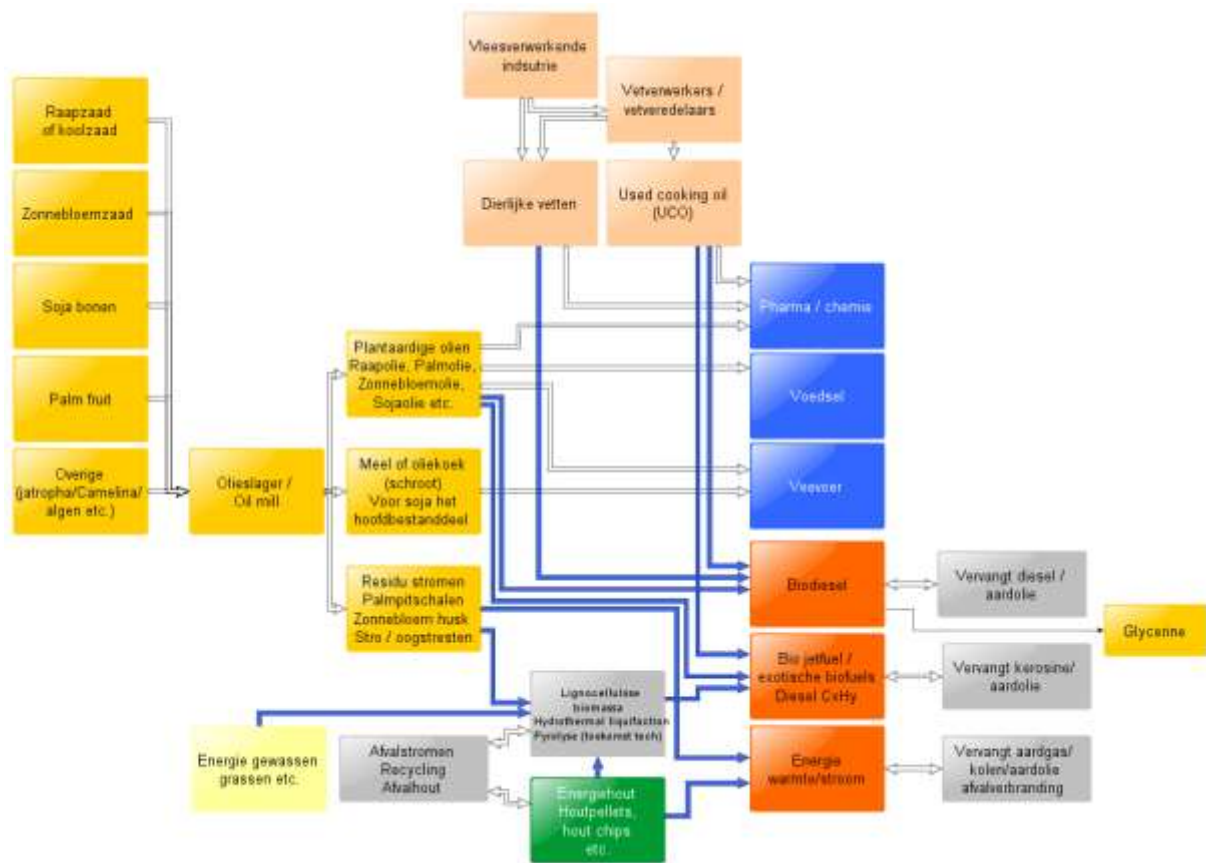 Vleesverwerkende
indsutrie
Vetverwerkers /
vetveredelaars
Raapzaad
of koolzaad
Zonnebloemzaad
Soja bonen
Palm fruit
Overige
(jatropha/Camelina/
algen etc.)
Olieslager /
Oil mill
Dierlijke vetten
Used cooking oil
(UCO)
Plantaardige olien
Raapolie, Palmolie,
Zonnebloemolie,
Sojaolie etc.
Meel of oliekoek
(schroot)
Voor soja het
hoofdbestanddeel
Residu stromen
Palmpitschalen
Zonnebloem husk
Stro / oogstresten
Pharma / chemie
Voedsel
Veevoer
Biodiesel
Vervangt diesel /
aardolie
Glycerine
Bio jetfuel /
exotische biofuels
Diesel CxHy
Vervangt kerosine/
aardolie
Lignocellulose
biomassa
Hydrothermal liquifaction
Pyrolyse (toekomst tech)
Energie gewassen
grassen etc.
Afvalstromen
Recycling
Afvalhout
Energiehout
Houtpellets,
hout chips
etc.
Energie
warmte/stroom
Vervangt aardgas/
kolen/aardolie
afvalverbranding